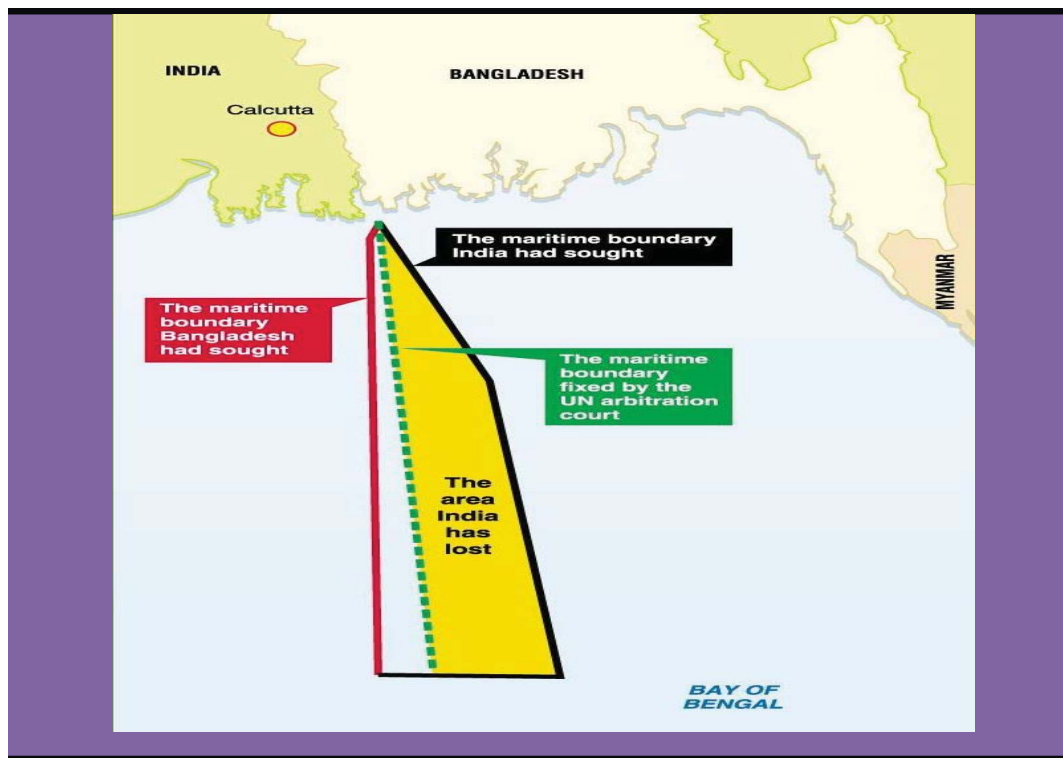 INDIA
BANGLADESH
Calcutta
The maritime boundary
India had sought
MYANMAR
The maritime
boundary
Bangladesh
had sought
The maritime
boundary
fixed by the
UN arbitration
court
The
area
India
has
lost
BAY OF
BENGAL